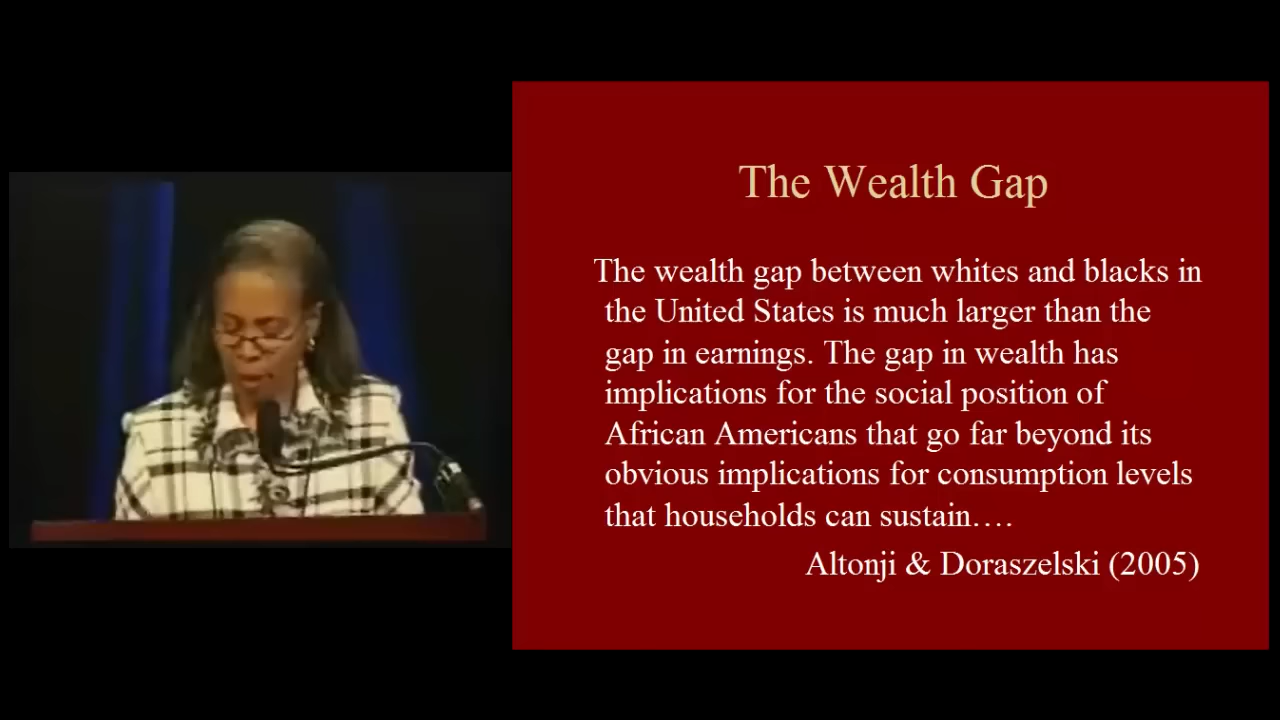 The Wealth Gap
The wealth gap between whites and blacks in
the United States is much larger than the
gap in earnings. The gap in wealth has
implications for the social position of
African Americans that go far beyond its
obvious implications for consumption levels
that households can sustain….
Altonji & Doraszelski (2005)